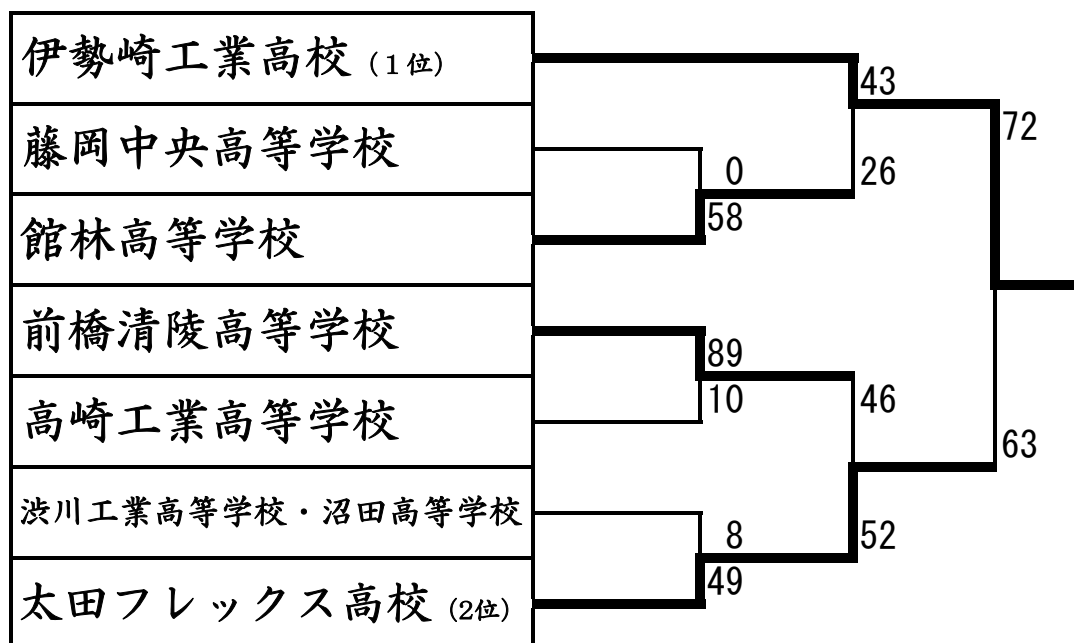 伊勢崎工業高校 (1位)
43
72
藤岡中央高等学校
0
26
58
館林高等学校
前橋清陵高等学校
89
10
46
高崎工業高等学校
63
渋川工業高等学校・沼田高等学校
8
52
49
太田フレックス高校 (2位)